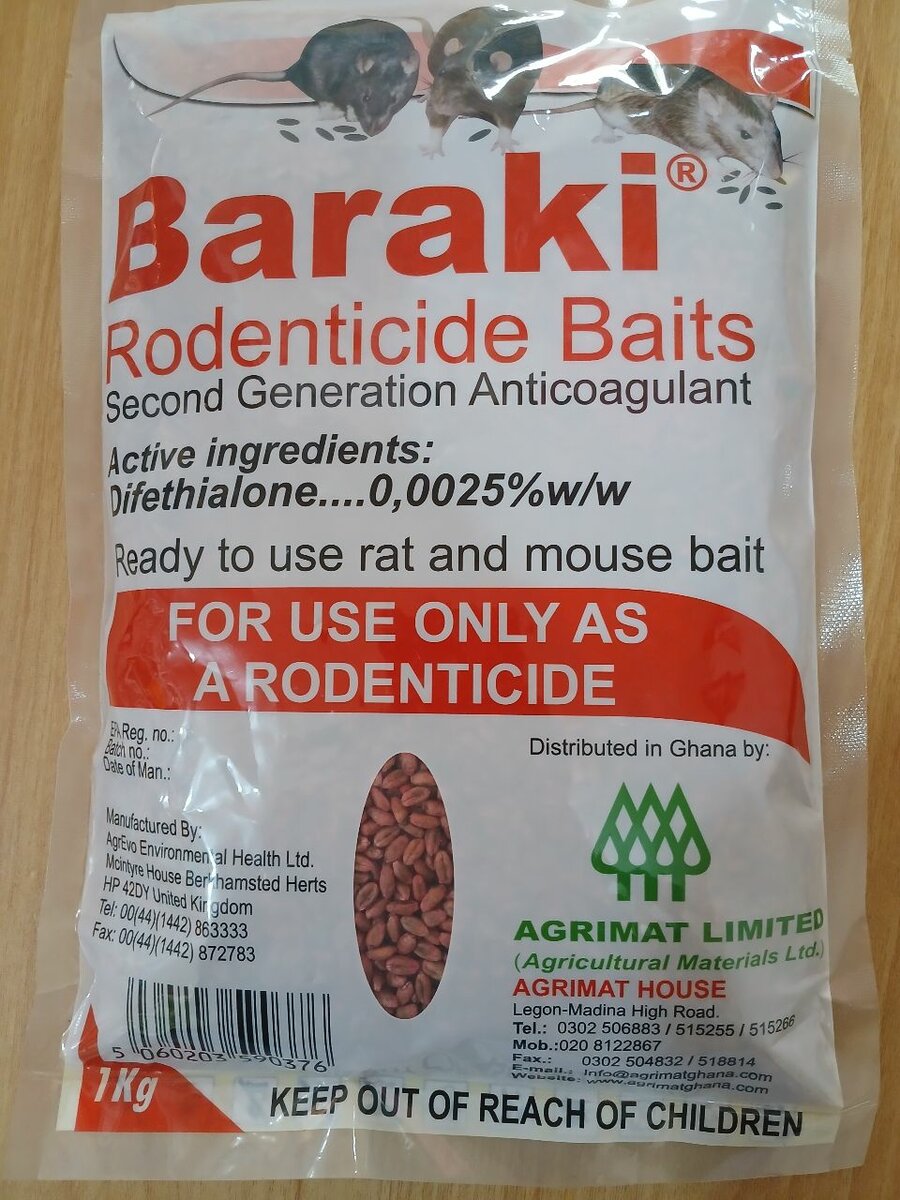 Baraki®
Rodenticide Baits
Second Generation Anticoagulant
Active ingredients:
Difethialone....0,0025%w/w
Ready to use rat and mouse bait
FOR USE ONLY AS
A RODENTICIDE
EPA Reg. no.:
Batch no.:
Date of Man.:
Manufactured By:
AgrEvo Environmental Health Ltd.
McIntyre House Berkhamsted Herts
HP 42DY United Kingdom
Tel: 00(44)(1442) 863333
Fax: 00(44)(1442) 872783
5 060203 590376
Distributed in Ghana by:
AGRIMAT LIMITED
(Agricultural Materials Ltd.)
AGRIMAT HOUSE
Legon-Madina High Road.
Tel.: 0302 506883 / 515255 / 515266
Mob.:020 8122867
Fax.: 0302 504832 / 518814
E-mail.: Info@agrimatghana.com
Website: www.agrimatghana.com
1Kg
KEEP OUT OF REACH OF CHILDREN